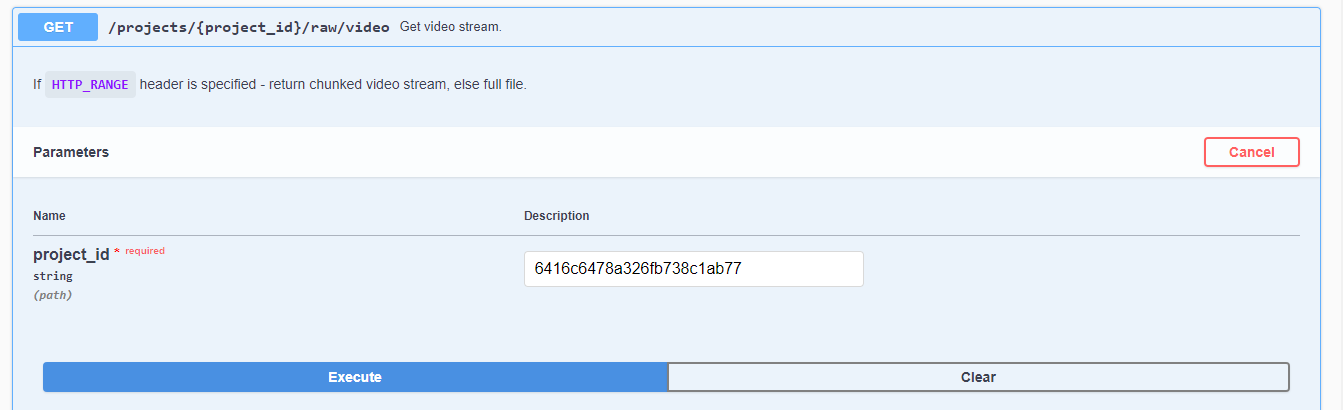 GET /projects/{project_id}/raw/video Get video stream.
If HTTP_RANGE header is specified - return chunked video stream, else full file.
Parameters Cancel
Name Description
project_id * required
string
(path)
6416c6478a326fb738c1ab77
Execute Clear